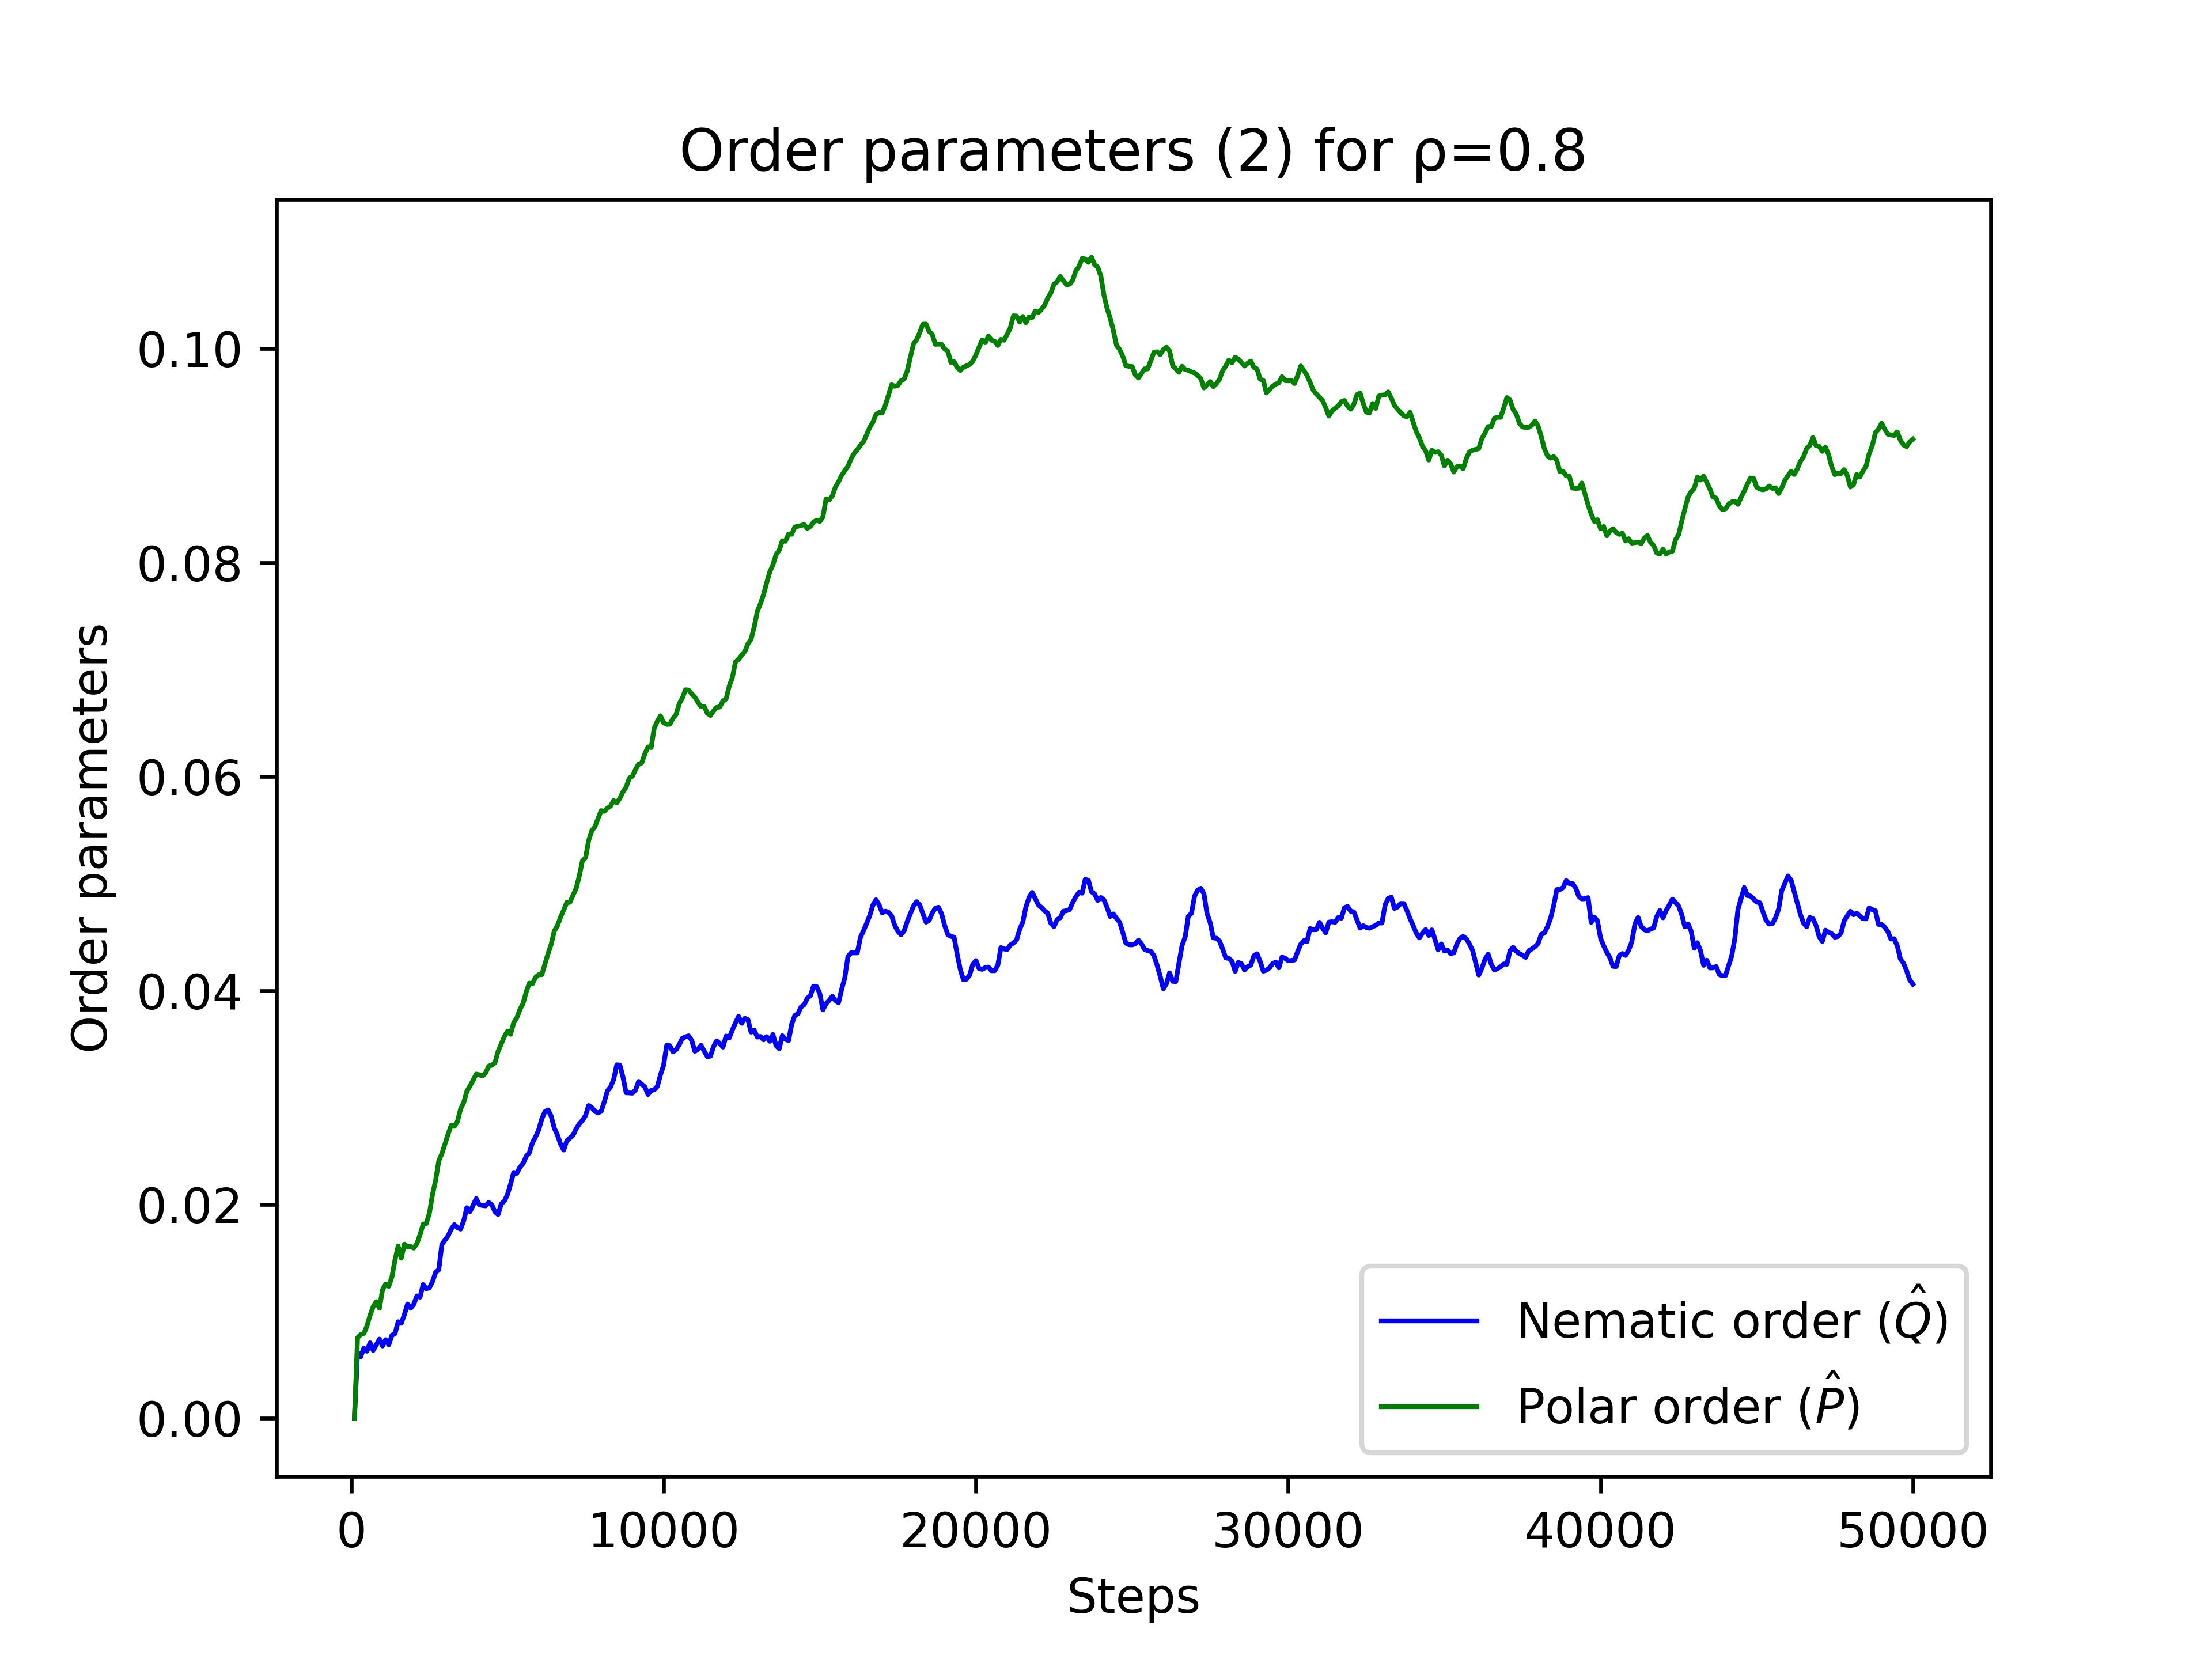 Order parameters (2) for ρ=0.8
Order parameters
0.10
0.08
0.06
0.04
0.02
0.00
Nematic order (Q̂)
Polar order (P̂)
0 10000 20000 30000 40000 50000
Steps